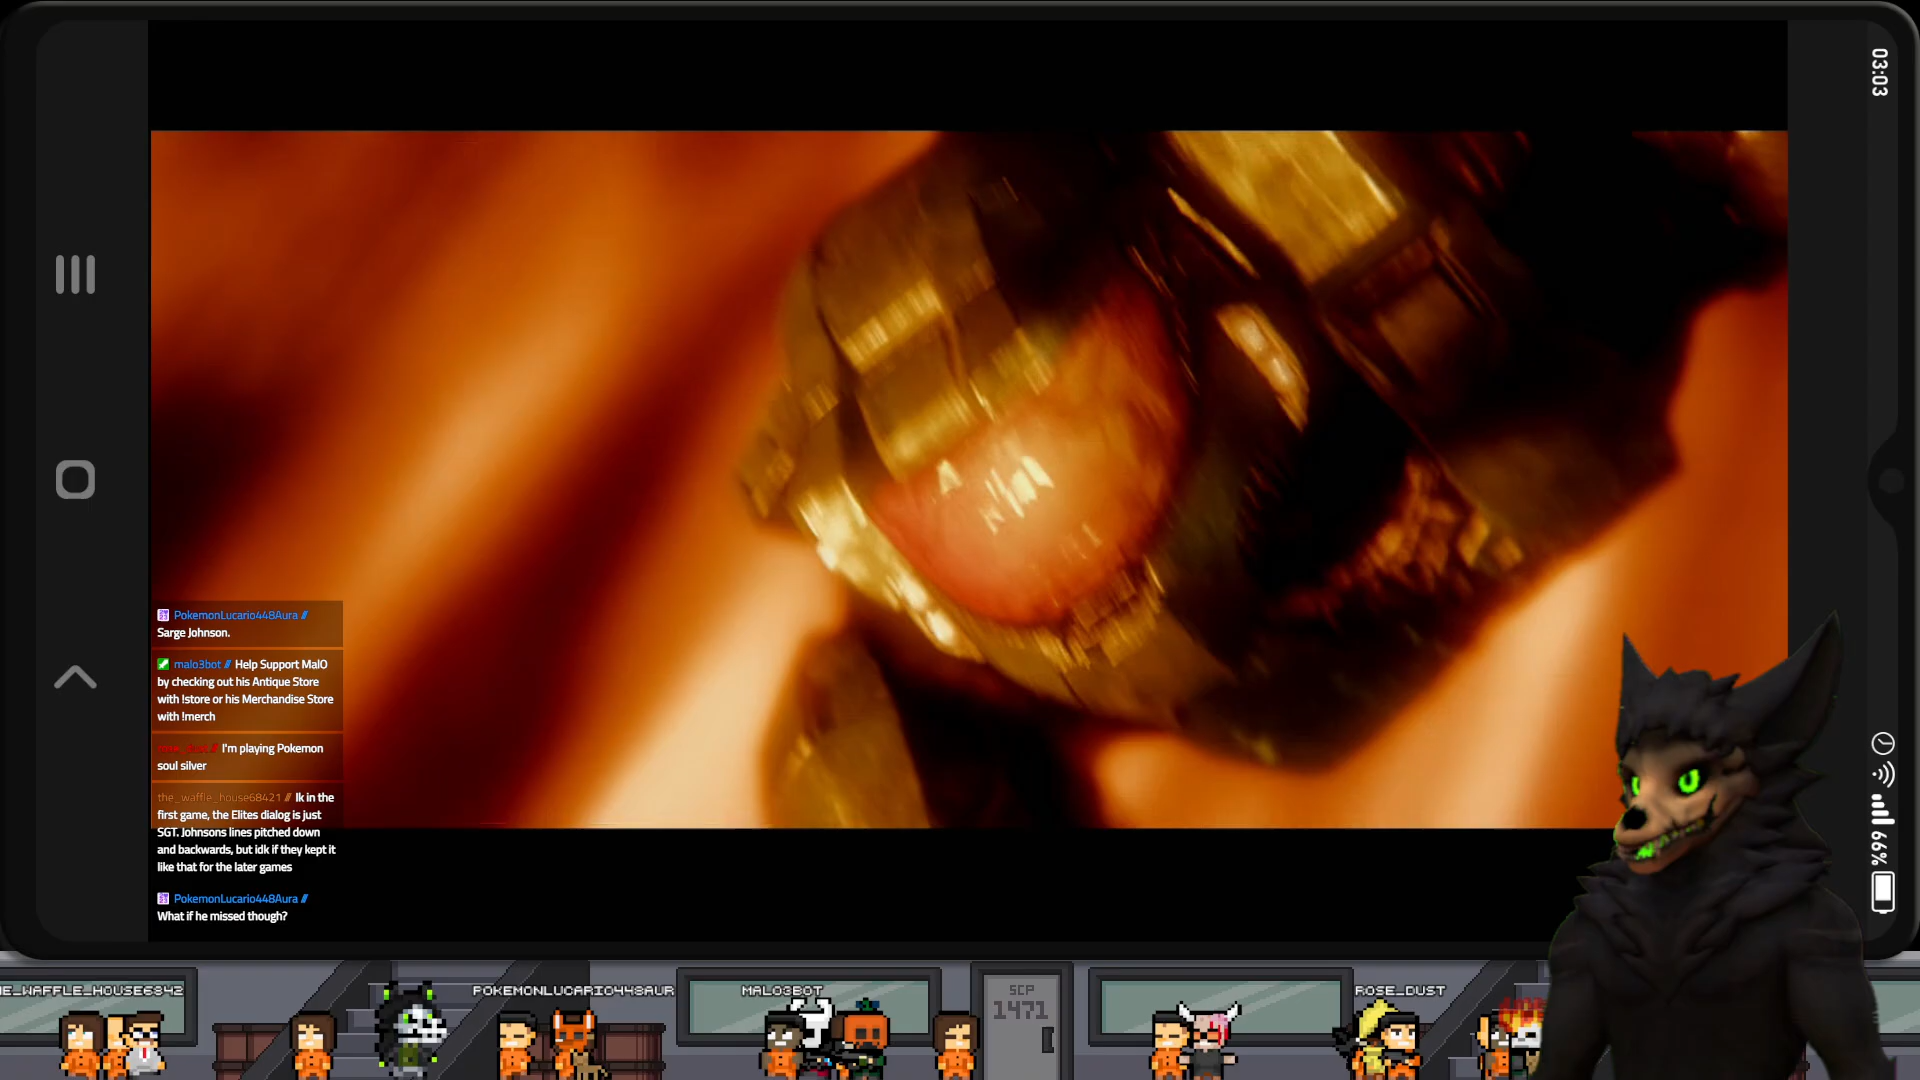 03:03
PokemonLucario448Aura //
Sarge Johnson.
malo3bot // Help Support MalO
by checking out his Antique Store
with !store or his Merchandise Store
with !merch
rose_dust // I'm playing Pokemon
soul silver
the_waffle_house68421 // Ik in the
first game, the Elites dialog is just
SGT. Johnsons lines pitched down
and backwards, but idk if they kept it
like that for the later games
PokemonLucario448Aura //
What if he missed though?
66%
E_WAFFLE_HOUSE6842
POKEMONLUCARIO448AUR
MALO3BOT
SCP
1471
ROSE_DUST